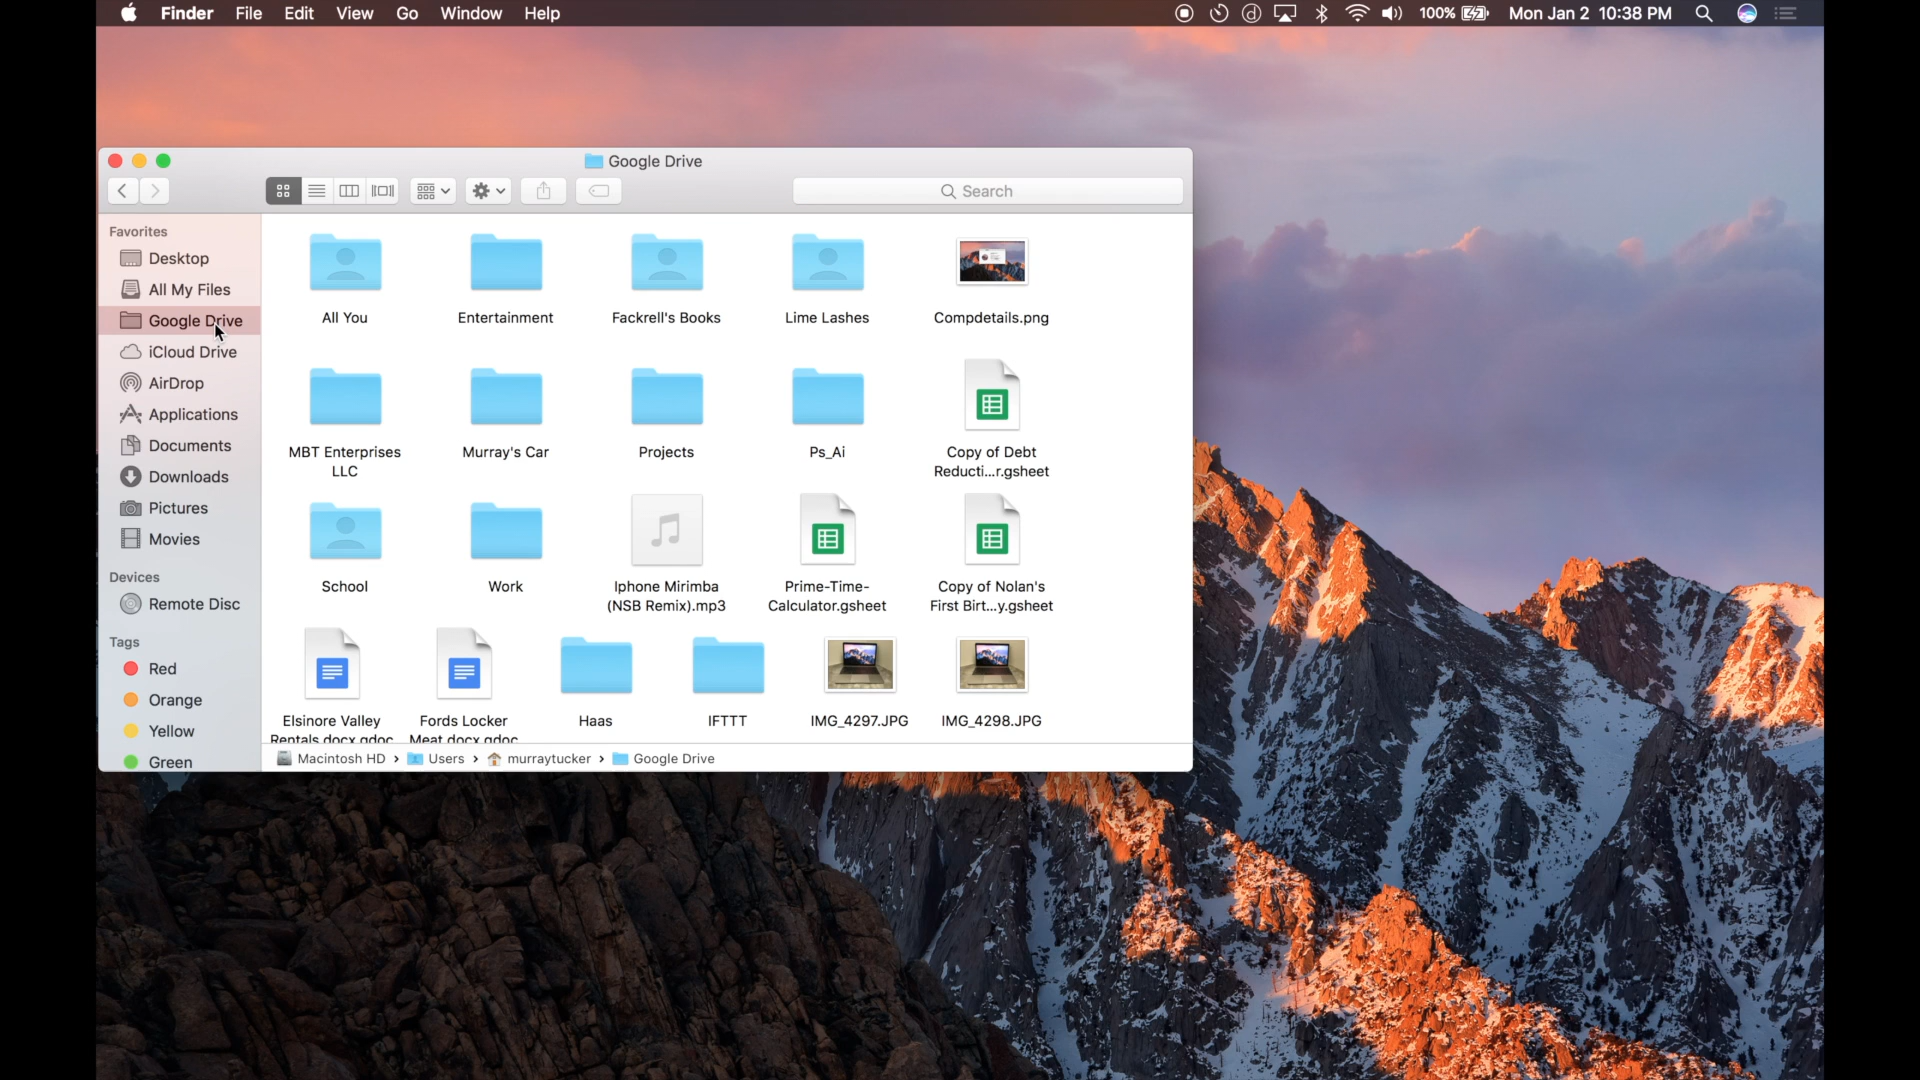 Finder File Edit View Go Window Help 100% Mon Jan 2 10:38 PM
Google Drive
Search
Favorites
Desktop
All My Files
Google Drive
iCloud Drive
AirDrop
Applications
Documents
Downloads
Pictures
Movies
Devices
Remote Disc
Tags
Red
Orange
Yellow
Green
All You
Entertainment
Fackrell's Books
Lime Lashes
Compdetails.png
MBT Enterprises
LLC
Murray's Car
Projects
Ps_Ai
Copy of Debt
Reducti...r.gsheet
School
Work
Iphone Mirimba
(NSB Remix).mp3
Prime-Time-
Calculator.gsheet
Copy of Nolan's
First Birt...y.gsheet
Elsinore Valley
Rentals.docx.gdoc
Fords Locker
Meat.docx.gdoc
Haas
IFTTT
IMG_4297.JPG
IMG_4298.JPG
Macintosh HD › Users › murraytucker › Google Drive